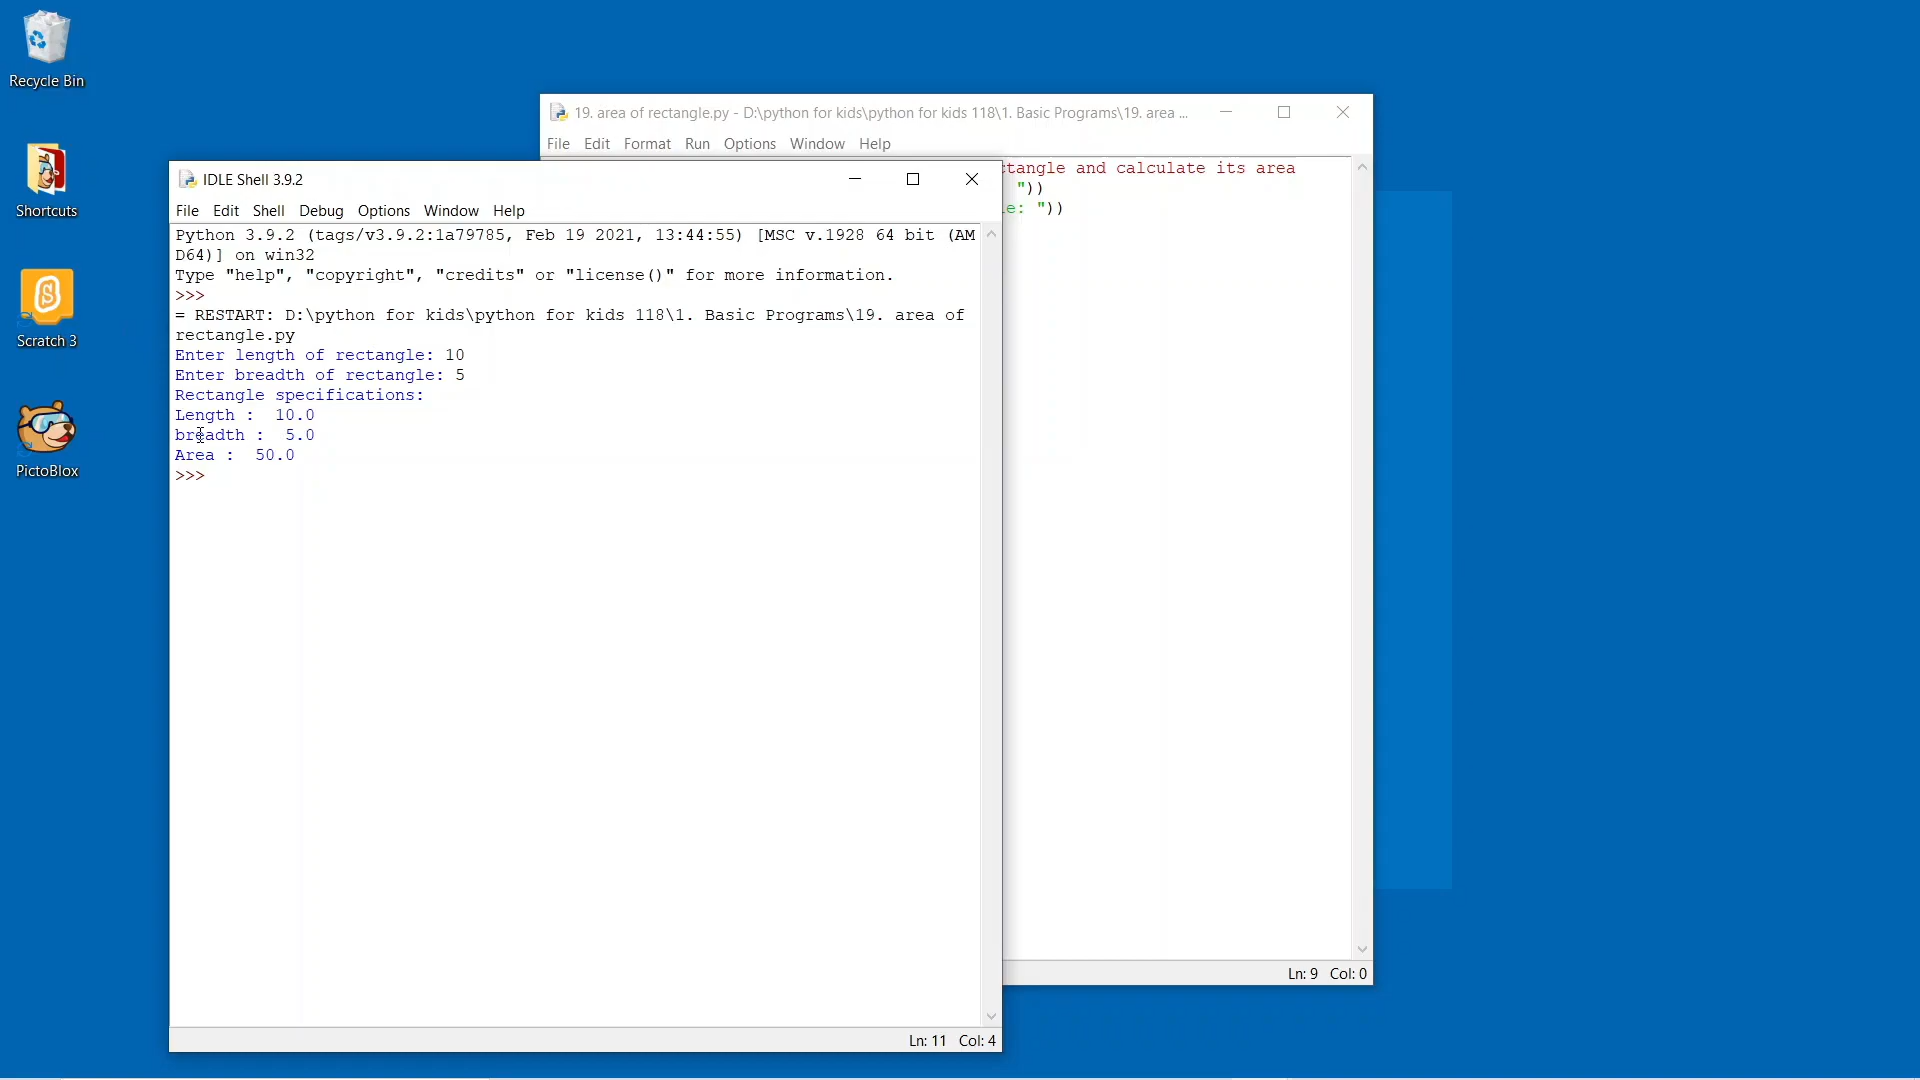 Recycle Bin
Shortcuts
Scratch 3
PictoBlox
19. area of rectangle.py - D:\python for kids\python for kids 118\1. Basic Programs\19. area ...
File Edit Format Run Options Window Help
ctangle and calculate its area
"))
le: "))
Ln: 9 Col: 0
IDLE Shell 3.9.2
File Edit Shell Debug Options Window Help
Python 3.9.2 (tags/v3.9.2:1a79785, Feb 19 2021, 13:44:55) [MSC v.1928 64 bit (AM
D64)] on win32
Type "help", "copyright", "credits" or "license()" for more information.
>>>
= RESTART: D:\python for kids\python for kids 118\1. Basic Programs\19. area of
rectangle.py
Enter length of rectangle: 10
Enter breadth of rectangle: 5
Rectangle specifications:
Length :  10.0
breadth :  5.0
Area :  50.0
>>>
Ln: 11 Col: 4